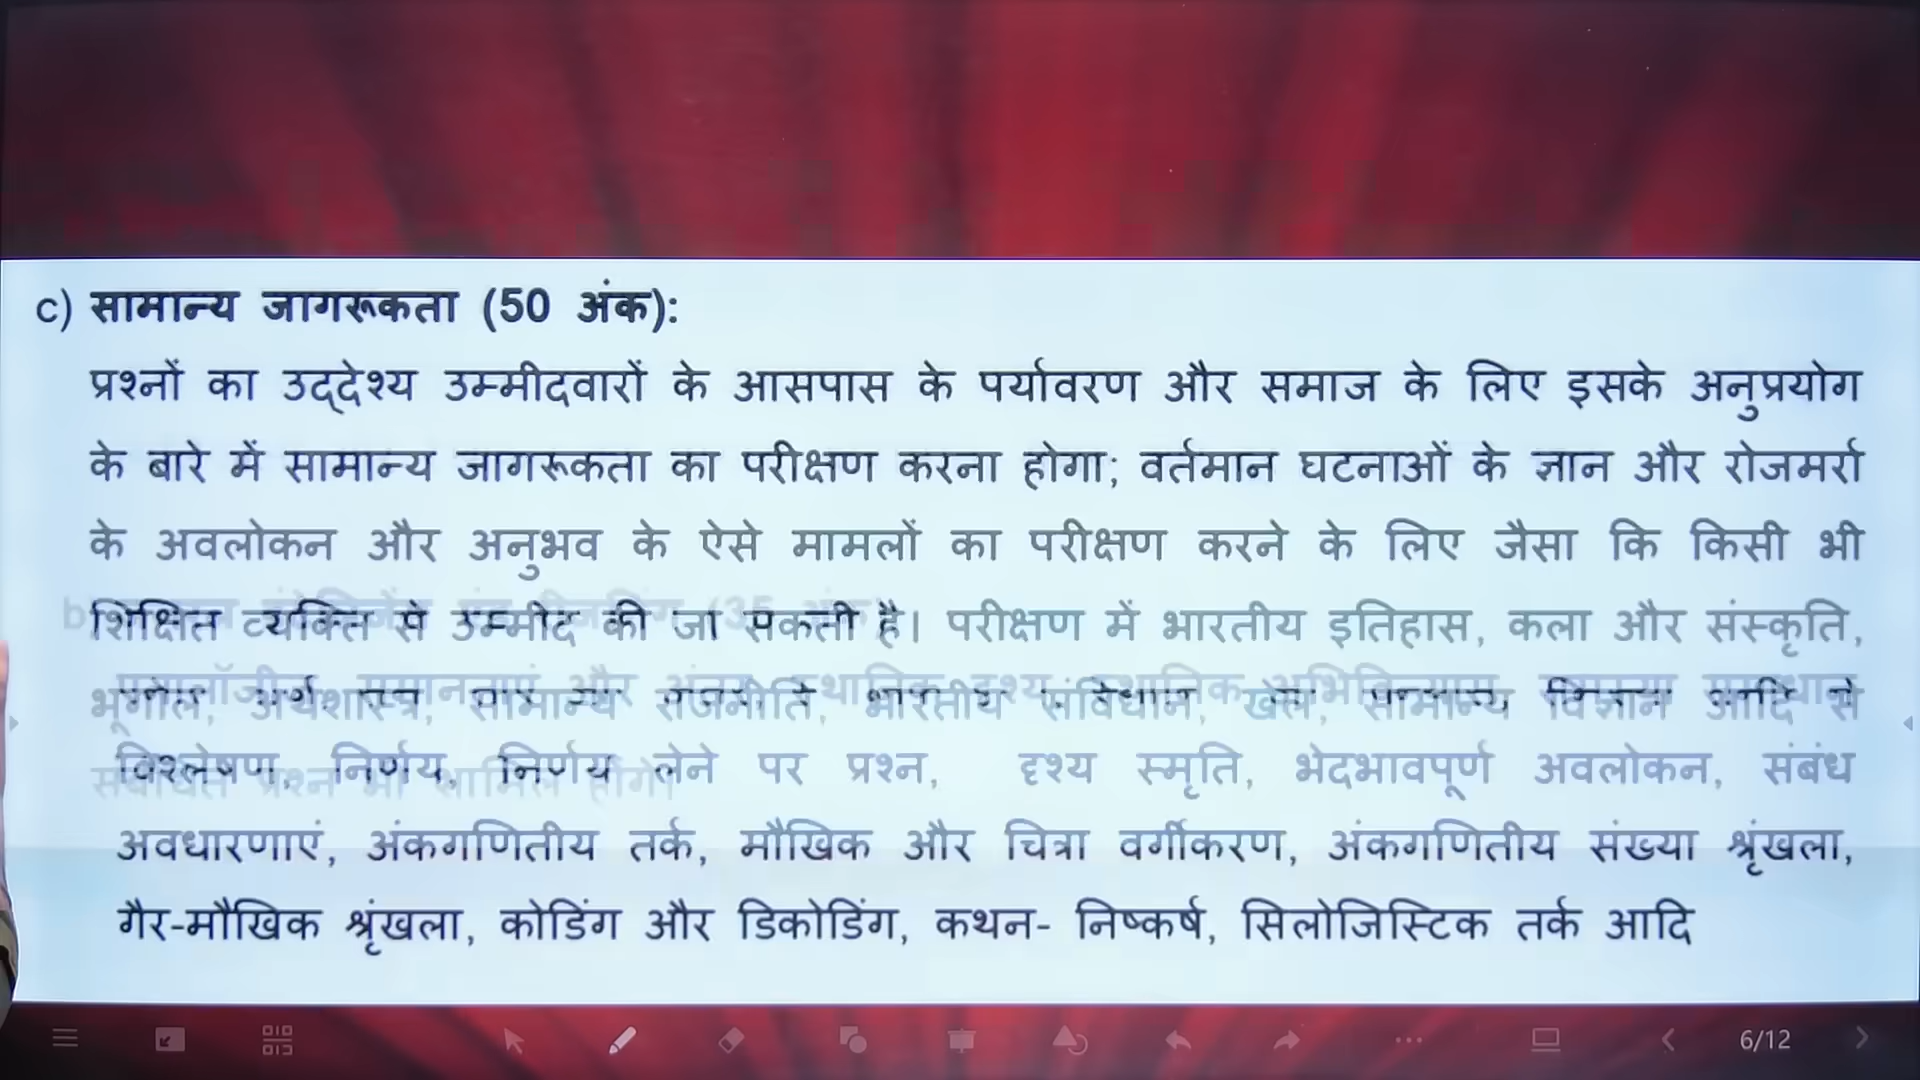 c) सामान्य जागरूकता (50 अंक):
प्रश्नों का उद्देश्य उम्मीदवारों के आसपास के पर्यावरण और समाज के लिए इसके अनुप्रयोग
के बारे में सामान्य जागरूकता का परीक्षण करना होगा; वर्तमान घटनाओं के ज्ञान और रोजमर्रा
के अवलोकन और अनुभव के ऐसे मामलों का परीक्षण करने के लिए जैसा कि किसी भी
शिक्षित व्यक्ति से उम्मीद की जा सकती है। परीक्षण में भारतीय इतिहास, कला और संस्कृति,
भूगोल, अर्थशास्त्र, सामान्य राजनीति, भारतीय संविधान, खेल, सामान्य विज्ञान आदि से
विश्लेषण, निर्णय, निर्णय लेने पर प्रश्न, दृश्य स्मृति, भेदभावपूर्ण अवलोकन, संबंध
अवधारणाएं, अंकगणितीय तर्क, मौखिक और चित्रा वर्गीकरण, अंकगणितीय संख्या श्रृंखला,
गैर-मौखिक श्रृंखला, कोडिंग और डिकोडिंग, कथन- निष्कर्ष, सिलोजिस्टिक तर्क आदि
6/12